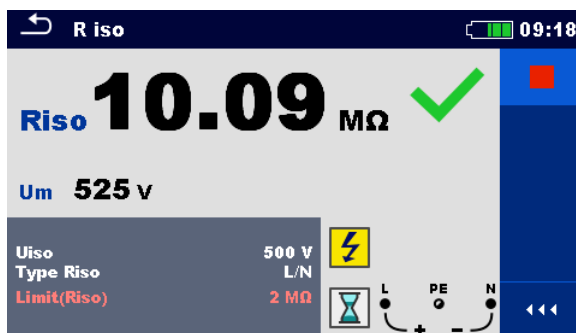 R iso 09:18
Riso 10.09 MΩ
Um 525 V
Uiso 500 V
Type Riso L/N
Limit(Riso) 2 MΩ
L PE N
+ -